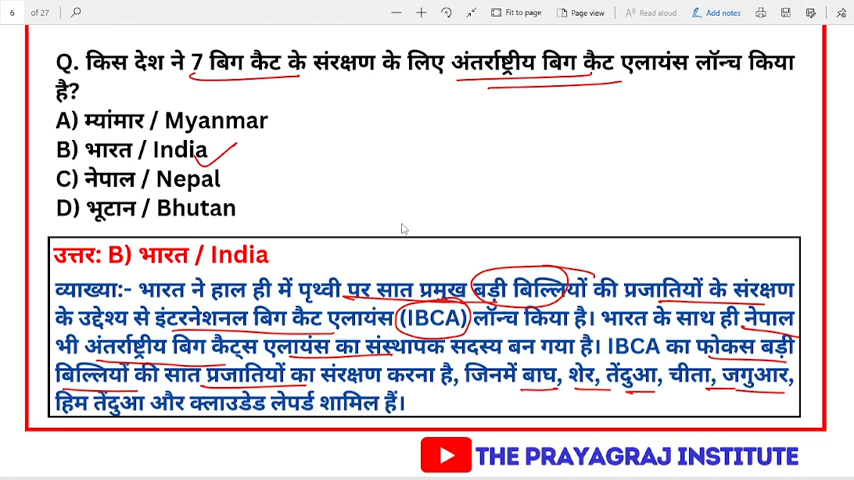 6 of 27 Fit to page Page view Read aloud Add notes
Q. किस देश ने 7 बिग कैट के संरक्षण के लिए अंतर्राष्ट्रीय बिग कैट एलायंस लॉन्च किया
है?
A) म्यांमार / Myanmar
B) भारत / India
C) नेपाल / Nepal
D) भूटान / Bhutan
उत्तर: B) भारत / India
व्याख्या:- भारत ने हाल ही में पृथ्वी पर सात प्रमुख बड़ी बिल्लियों की प्रजातियों के संरक्षण
के उद्देश्य से इंटरनेशनल बिग कैट एलायंस (IBCA) लॉन्च किया है। भारत के साथ ही नेपाल
भी अंतर्राष्ट्रीय बिग कैट्स एलायंस का संस्थापक सदस्य बन गया है। IBCA का फोकस बड़ी
बिल्लियों की सात प्रजातियों का संरक्षण करना है, जिनमें बाघ, शेर, तेंदुआ, चीता, जगुआर,
हिम तेंदुआ और क्लाउडेड लेपर्ड शामिल हैं।
THE PRAYAGRAJ INSTITUTE